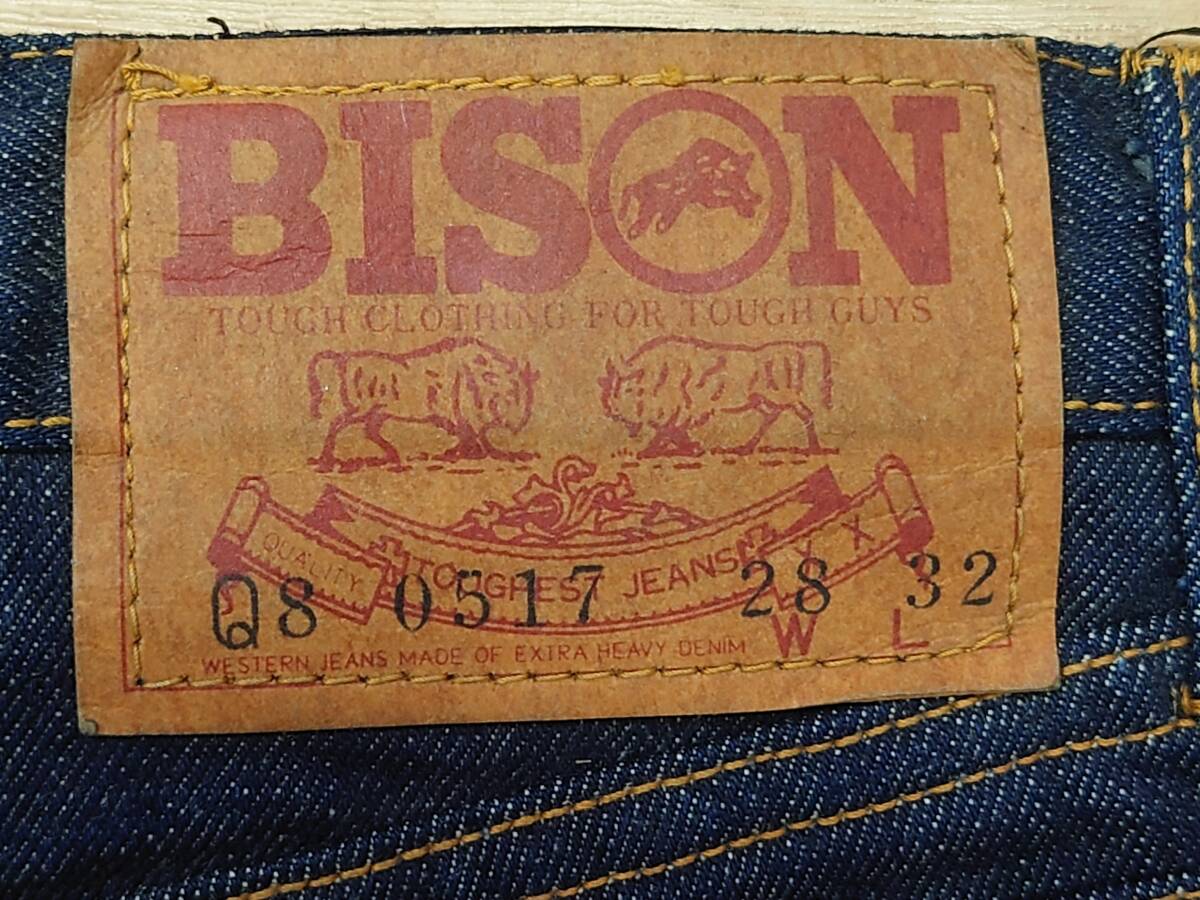 BISON
TOUGH CLOTHING FOR TOUGH GUYS
QUALITY TOUGHEST JEANS X X
Q8 0517 28 32
W L
WESTERN JEANS MADE OF EXTRA HEAVY DENIM